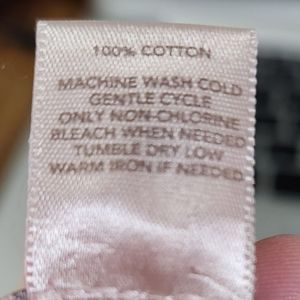 100% COTTON
MACHINE WASH COLD
GENTLE CYCLE
ONLY NON-CHLORINE
BLEACH WHEN NEEDED
TUMBLE DRY LOW
WARM IRON IF NEEDED